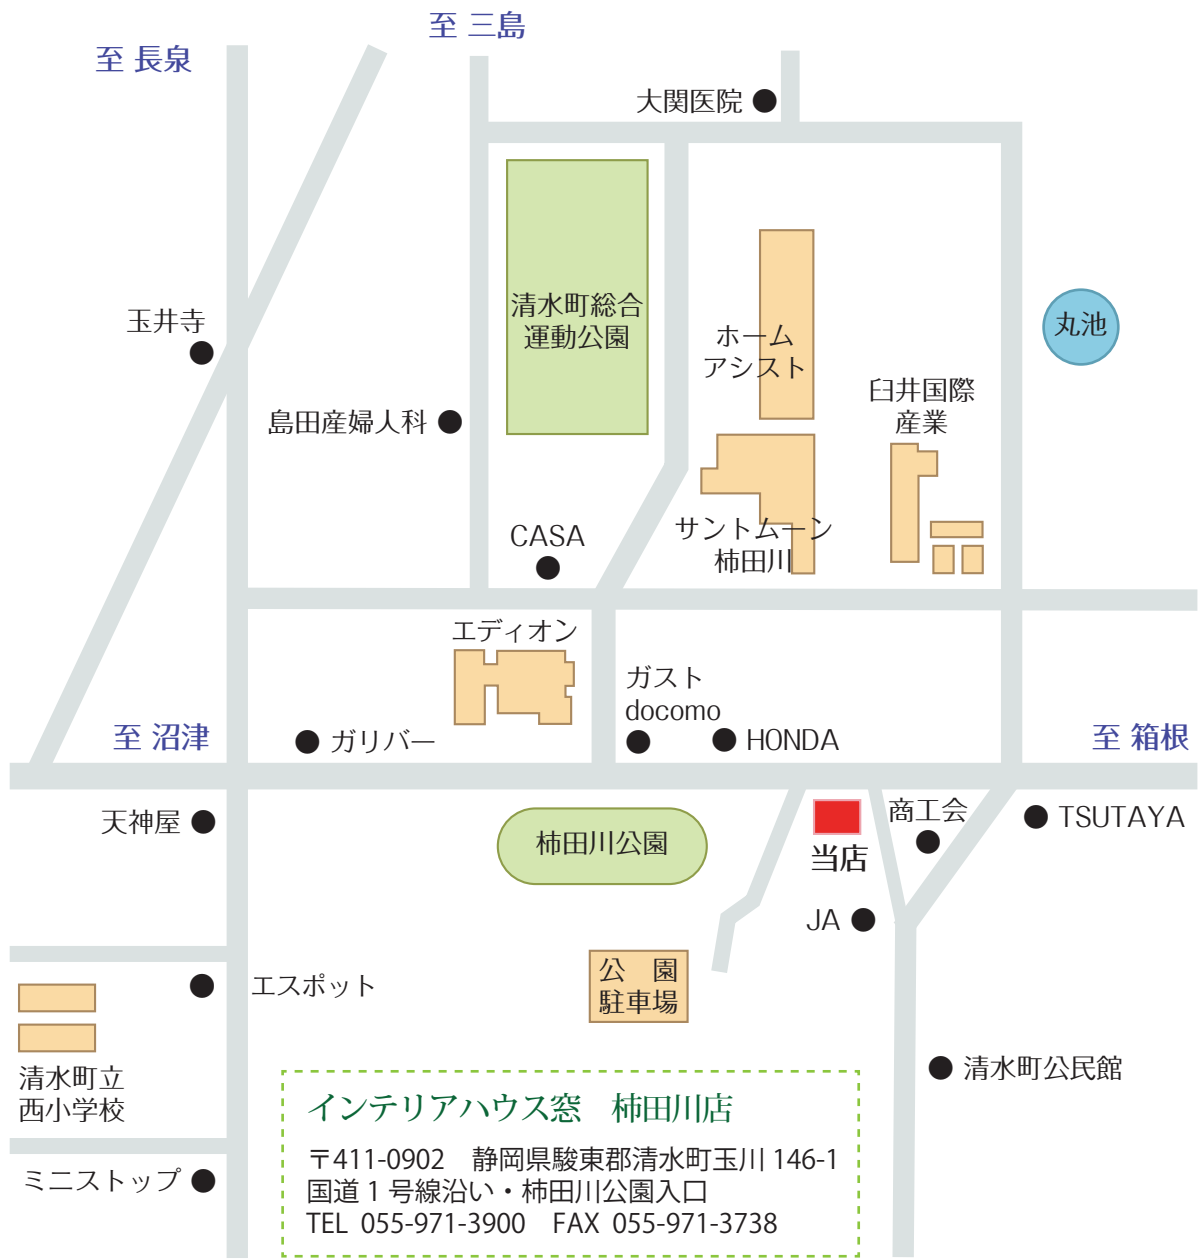 至 三島
至 長泉
大関医院
清水町総合
運動公園
玉井寺
丸池
ホーム
アシスト
臼井国際
産業
島田産婦人科
CASA
サントムーン
柿田川
エディオン
ガスト
docomo
至 沼津
ガリバー
HONDA
至 箱根
天神屋
柿田川公園
当店
商工会
TSUTAYA
JA
公　園
駐車場
エスポット
清水町立
西小学校
清水町公民館
ミニストップ
インテリアハウス窓　柿田川店
〒411-0902　静岡県駿東郡清水町玉川 146-1
国道 1 号線沿い・柿田川公園入口
TEL 055-971-3900　FAX 055-971-3738